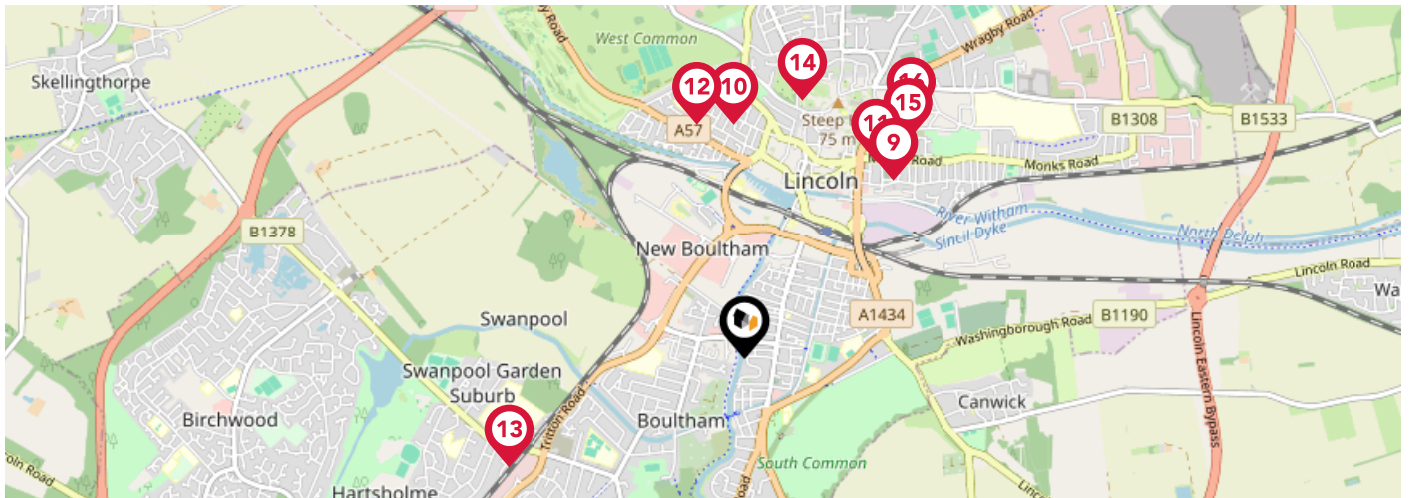 West Common
Wragby Road
Skellingthorpe
14
12
10
15
11
9
A57
Steep
75 m
B1308
B1533
Road
Monks Road
Lincoln
River Witham
Sincil Dyke
North Delph
B1378
New Boultham
Lincoln Road
Wa
Swanpool
A1434
B1190
Washingborough Road
Swanpool Garden
Suburb
Lincoln Eastern Bypass
Birchwood
Boultham
Canwick
13
Tritton Road
South Common
Hartsholme